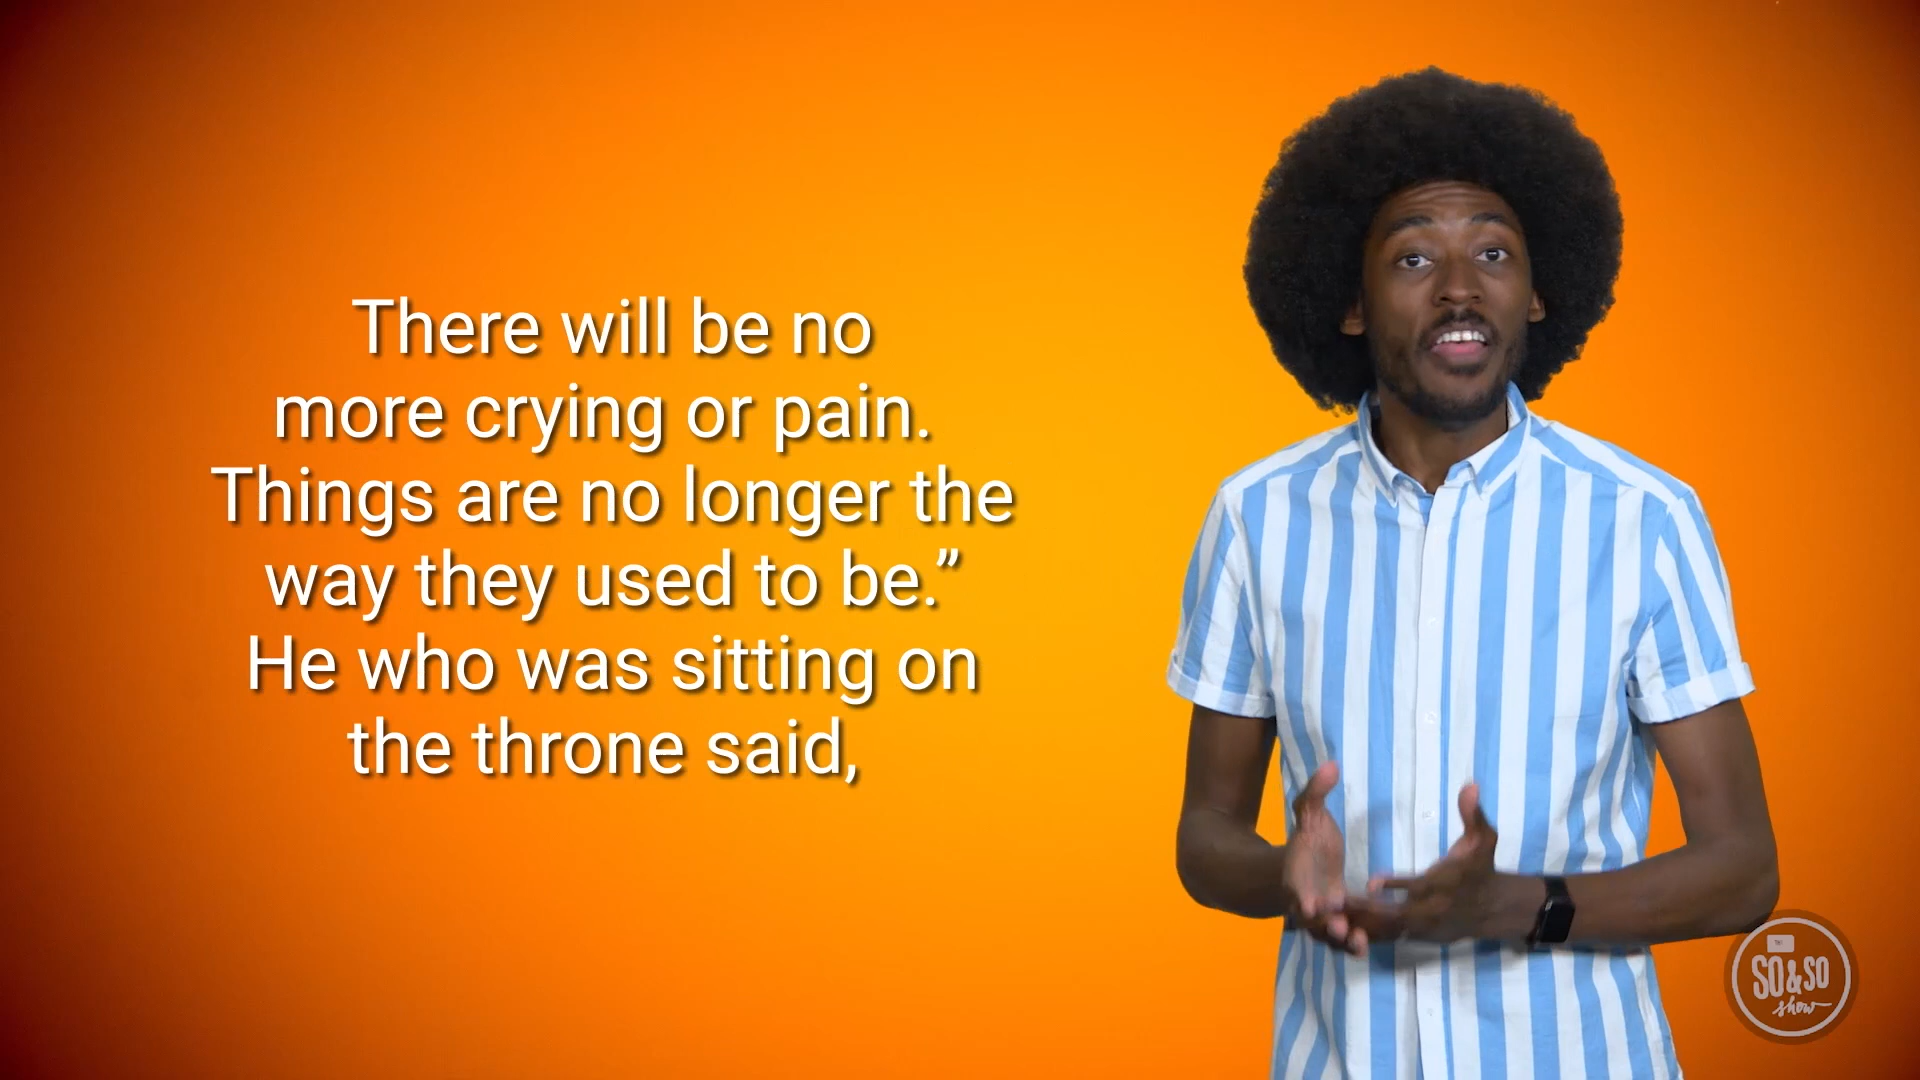 There will be no
more crying or pain.
Things are no longer the
way they used to be.”
He who was sitting on
the throne said,
SO & SO
show